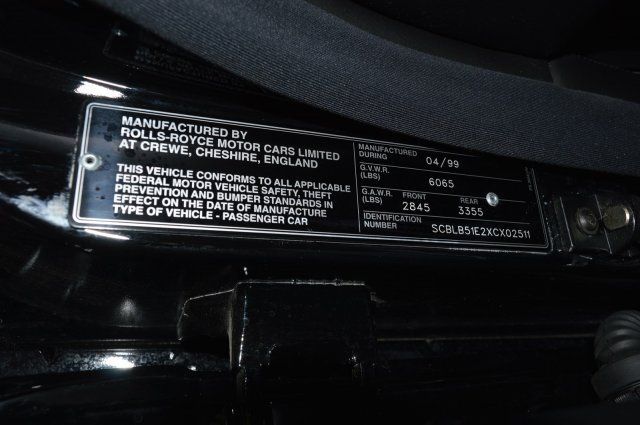 MANUFACTURED BY
ROLLS-ROYCE MOTOR CARS LIMITED
AT CREWE, CHESHIRE, ENGLAND
THIS VEHICLE CONFORMS TO ALL APPLICABLE
FEDERAL MOTOR VEHICLE SAFETY, THEFT
PREVENTION AND BUMPER STANDARDS IN
EFFECT ON THE DATE OF MANUFACTURE
TYPE OF VEHICLE - PASSENGER CAR
MANUFACTURED
DURING 04/99
G.V.W.R.
(LBS) 6065
G.A.W.R. FRONT REAR
(LBS) 2845 3355
IDENTIFICATION
NUMBER SCBLB51E2XCX02511